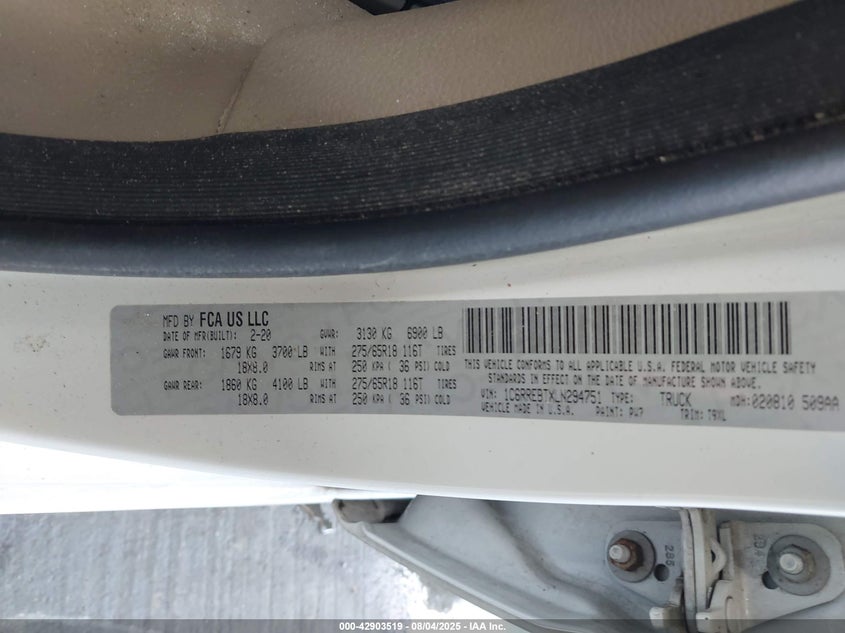 MFD BY FCA US LLC
DATE OF MFR(BUILT): 2-20 GVWR: 3130 KG 6900 LB
GAWR FRONT: 1679 KG 3700 LB WITH 275/65R18 116T TIRES
18X8.0 RIMS AT 250 KPA ( 36 PSI) COLD
GAWR REAR: 1860 KG 4100 LB WITH 275/65R18 116T TIRES
18X8.0 RIMS AT 250 KPA ( 36 PSI) COLD
THIS VEHICLE CONFORMS TO ALL APPLICABLE U.S.A. FEDERAL MOTOR VEHICLE SAFETY
STANDARDS IN EFFECT ON THE DATE OF MANUFACTURE SHOWN ABOVE.
VIN: 1C6RREBTXLN294751 TYPE: TRUCK MDH: 020810 509AA
VEHICLE MADE IN U.S.A. PAINT: PW7 TRIM: T9XL
286
000-42903519 - 08/04/2025 - IAA Inc.